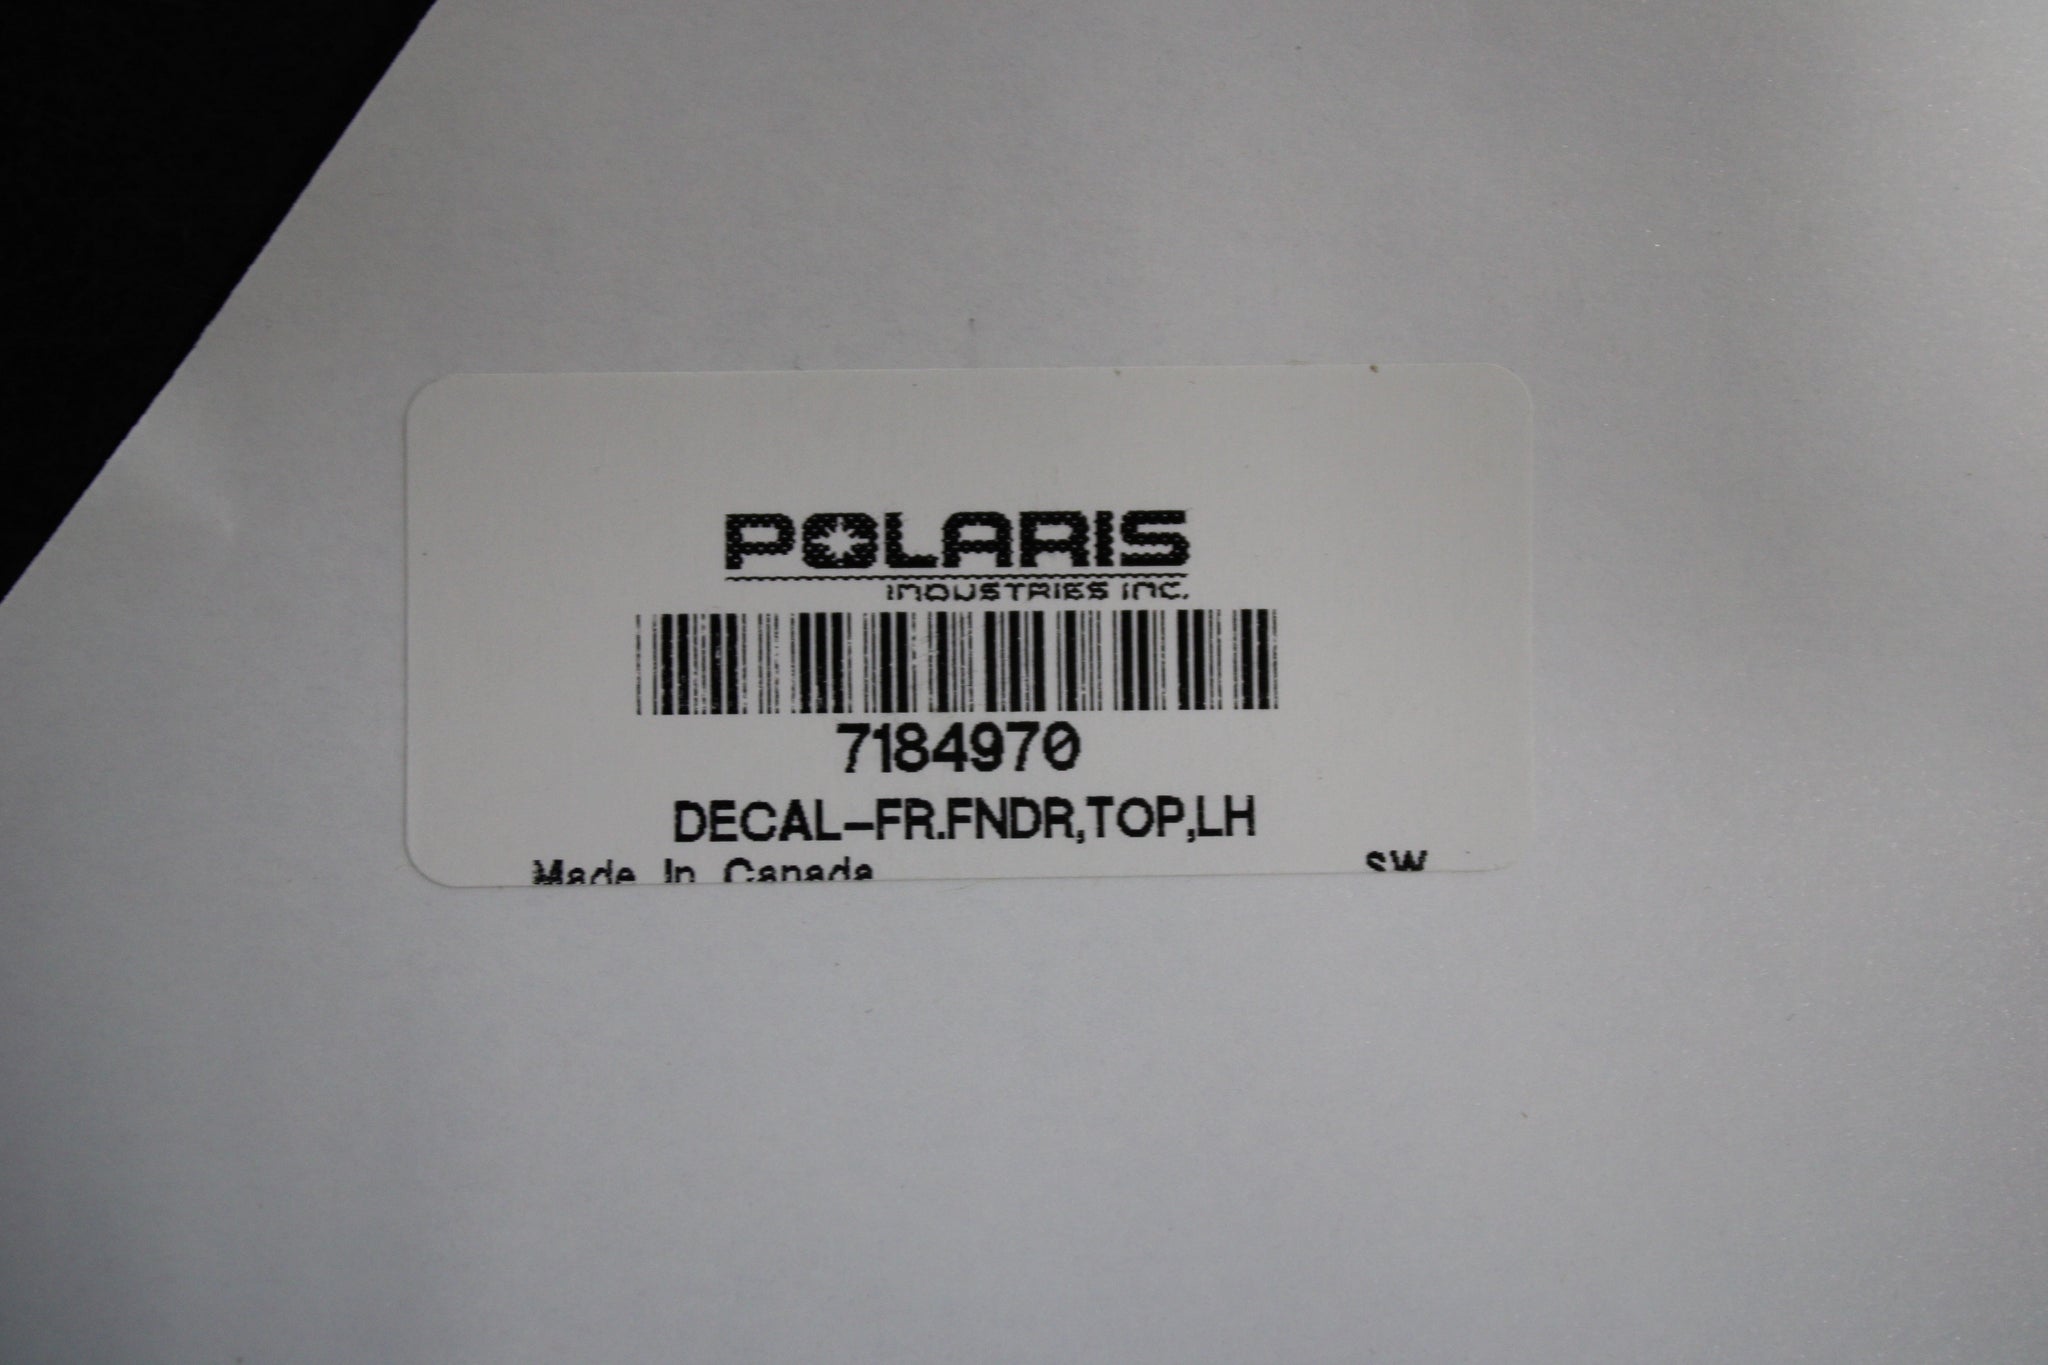 POLARIS
INDUSTRIES INC.
7184970
DECAL-FR.FNDR,TOP,LH
Made In Canada SW